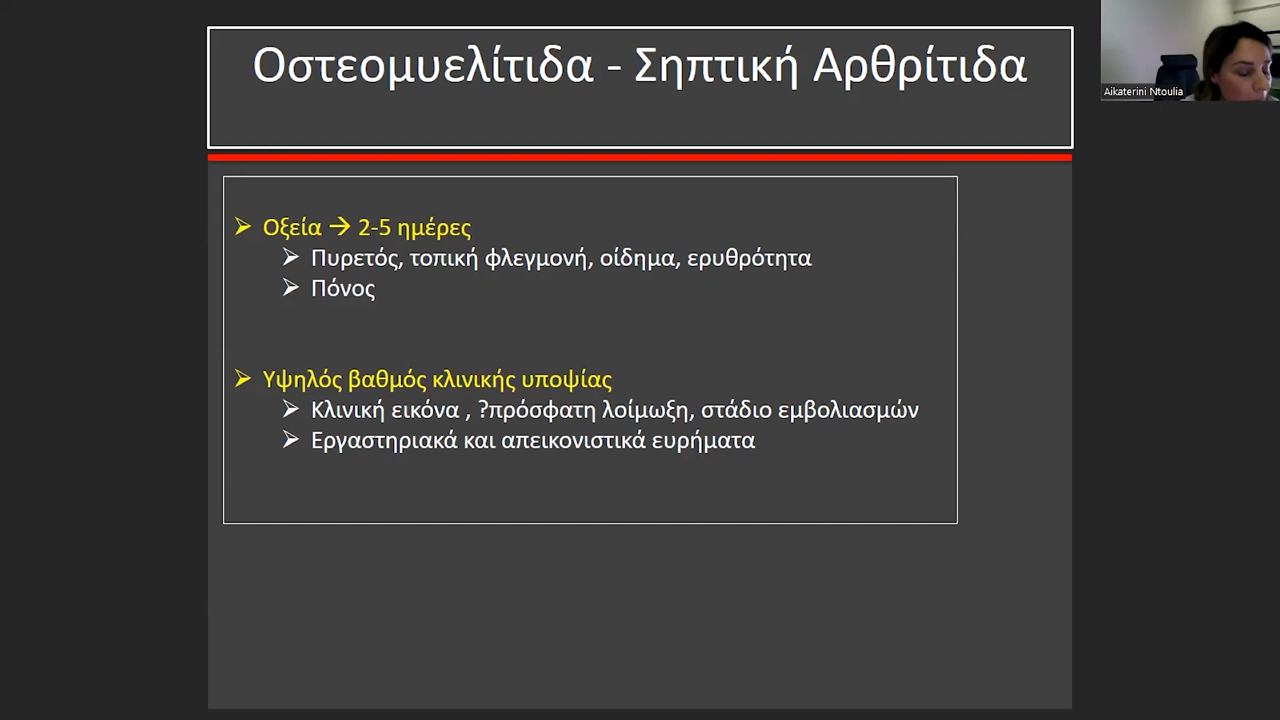 Οστεομυελίτιδα - Σηπτική Αρθρίτιδα
Aikaterini Ntoulia
Οξεία → 2-5 ημέρες
Πυρετός, τοπική φλεγμονή, οίδημα, ερυθρότητα
Πόνος
Υψηλός βαθμός κλινικής υποψίας
Κλινική εικόνα , ?πρόσφατη λοίμωξη, στάδιο εμβολιασμών
Εργαστηριακά και απεικονιστικά ευρήματα